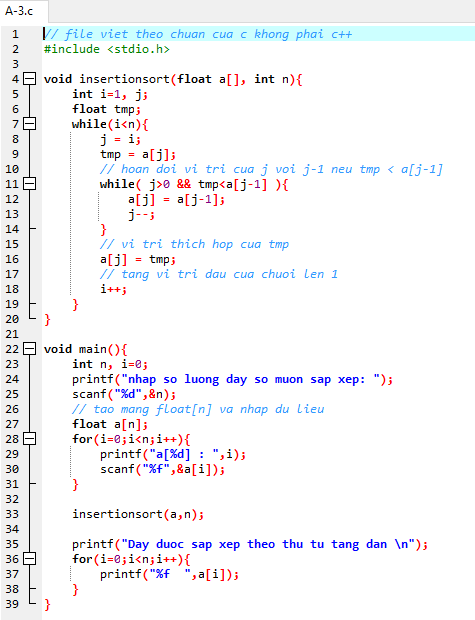 A-3.c
1 // file viet theo chuan cua c khong phai c++
2 #include <stdio.h>
3
4 void insertionsort(float a[], int n){
5     int i=1, j;
6     float tmp;
7     while(i<n){
8         j = i;
9         tmp = a[j];
10         // hoan doi vi tri cua j voi j-1 neu tmp < a[j-1]
11         while( j>0 && tmp<a[j-1] ){
12             a[j] = a[j-1];
13             j--;
14         }
15         // vi tri thich hop cua tmp
16         a[j] = tmp;
17         // tang vi tri dau cua chuoi len 1
18         i++;
19     }
20 }
21
22 void main(){
23     int n, i=0;
24     printf("nhap so luong day so muon sap xep: ");
25     scanf("%d",&n);
26     // tao mang float[n] va nhap du lieu
27     float a[n];
28     for(i=0;i<n;i++){
29         printf("a[%d] : ",i);
30         scanf("%f",&a[i]);
31     }
32
33     insertionsort(a,n);
34
35     printf("Day duoc sap xep theo thu tu tang dan \n");
36     for(i=0;i<n;i++){
37         printf("%f  ",a[i]);
38     }
39 }